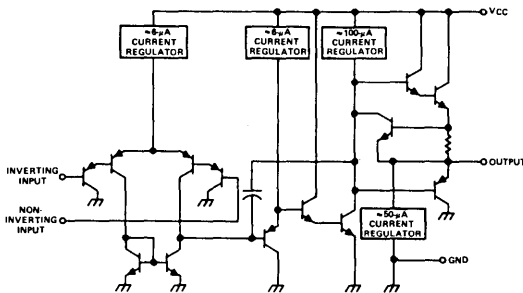 VCC
≈6-μA
CURRENT
REGULATOR
≈6-μA
CURRENT
REGULATOR
≈100-μA
CURRENT
REGULATOR
INVERTING
INPUT
OUTPUT
NON-
INVERTING
INPUT
≈50-μA
CURRENT
REGULATOR
GND